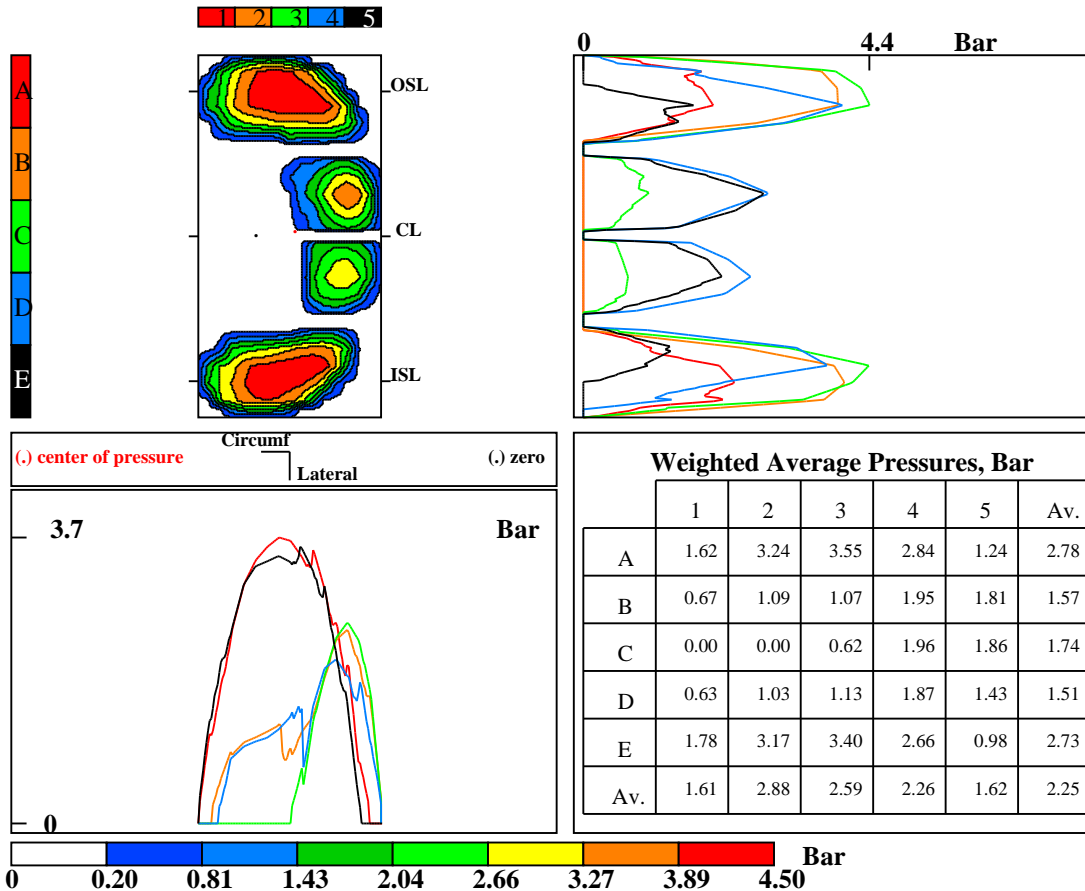 1 2 3 4 5
A
B
C
D
E
OSL
CL
ISL
0 4.4 Bar
(.) center of pressure
Circumf
Lateral
(.) zero
3.7
Bar
0
Weighted Average Pressures, Bar
1 2 3 4 5 Av.
A 1.62 3.24 3.55 2.84 1.24 2.78
B 0.67 1.09 1.07 1.95 1.81 1.57
C 0.00 0.00 0.62 1.96 1.86 1.74
D 0.63 1.03 1.13 1.87 1.43 1.51
E 1.78 3.17 3.40 2.66 0.98 2.73
Av. 1.61 2.88 2.59 2.26 1.62 2.25
Bar
0 0.20 0.81 1.43 2.04 2.66 3.27 3.89 4.50